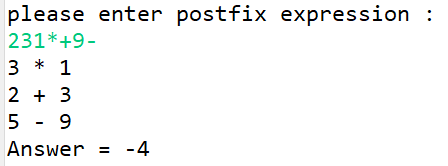 please enter postfix expression :
231*+9-
3 * 1
2 + 3
5 - 9
Answer = -4